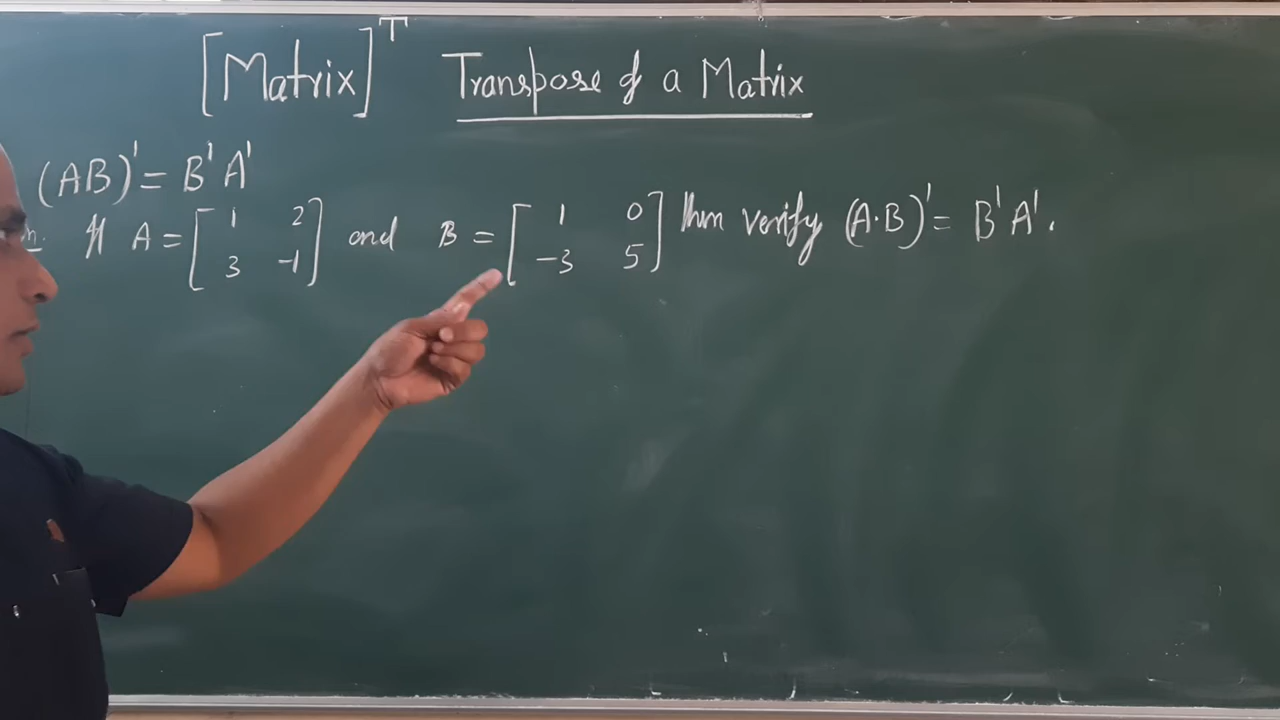 [Matrix]ᵀ Transpose of a Matrix
(AB)' = B'A'
If A = [1 2; 3 -1] and B = [1 0; -3 5] then verify (A·B)' = B'A'.